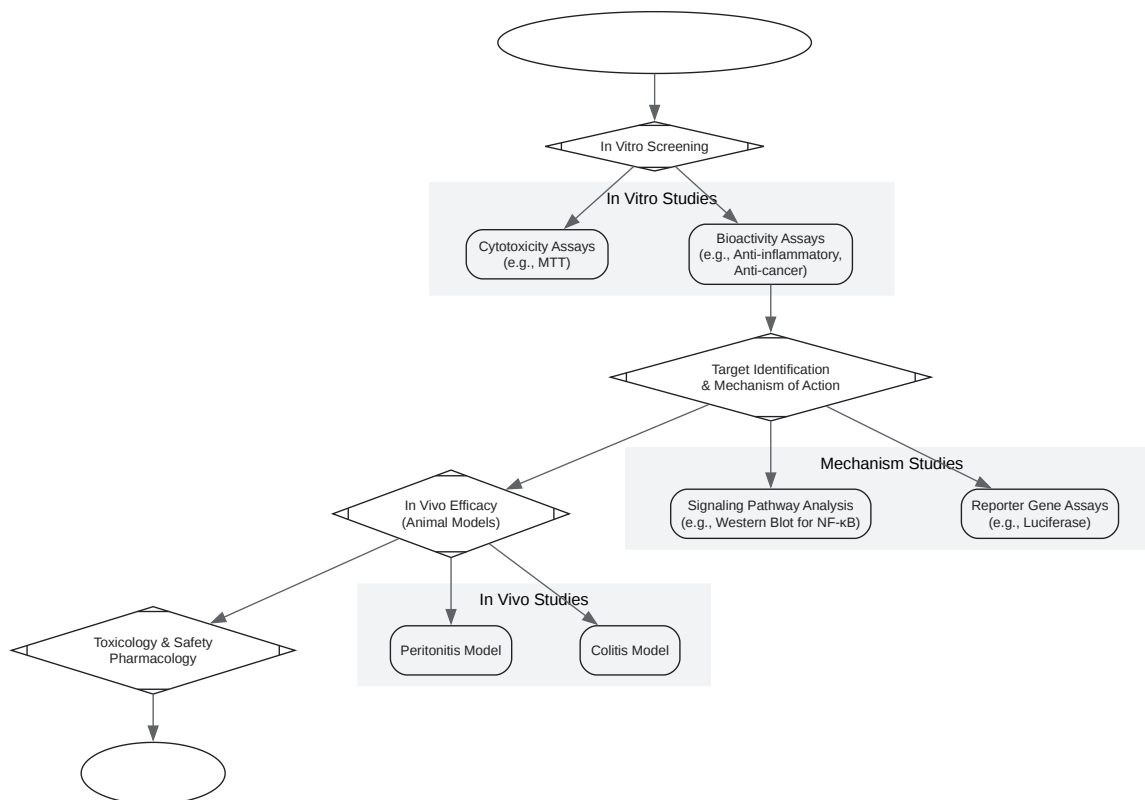 In Vitro Screening
In Vitro Studies
Cytotoxicity Assays
(e.g., MTT)
Bioactivity Assays
(e.g., Anti-inflammatory,
Anti-cancer)
Target Identification
& Mechanism of Action
Mechanism Studies
Signaling Pathway Analysis
(e.g., Western Blot for NF-κB)
Reporter Gene Assays
(e.g., Luciferase)
In Vivo Efficacy
(Animal Models)
In Vivo Studies
Peritonitis Model
Colitis Model
Toxicology & Safety
Pharmacology